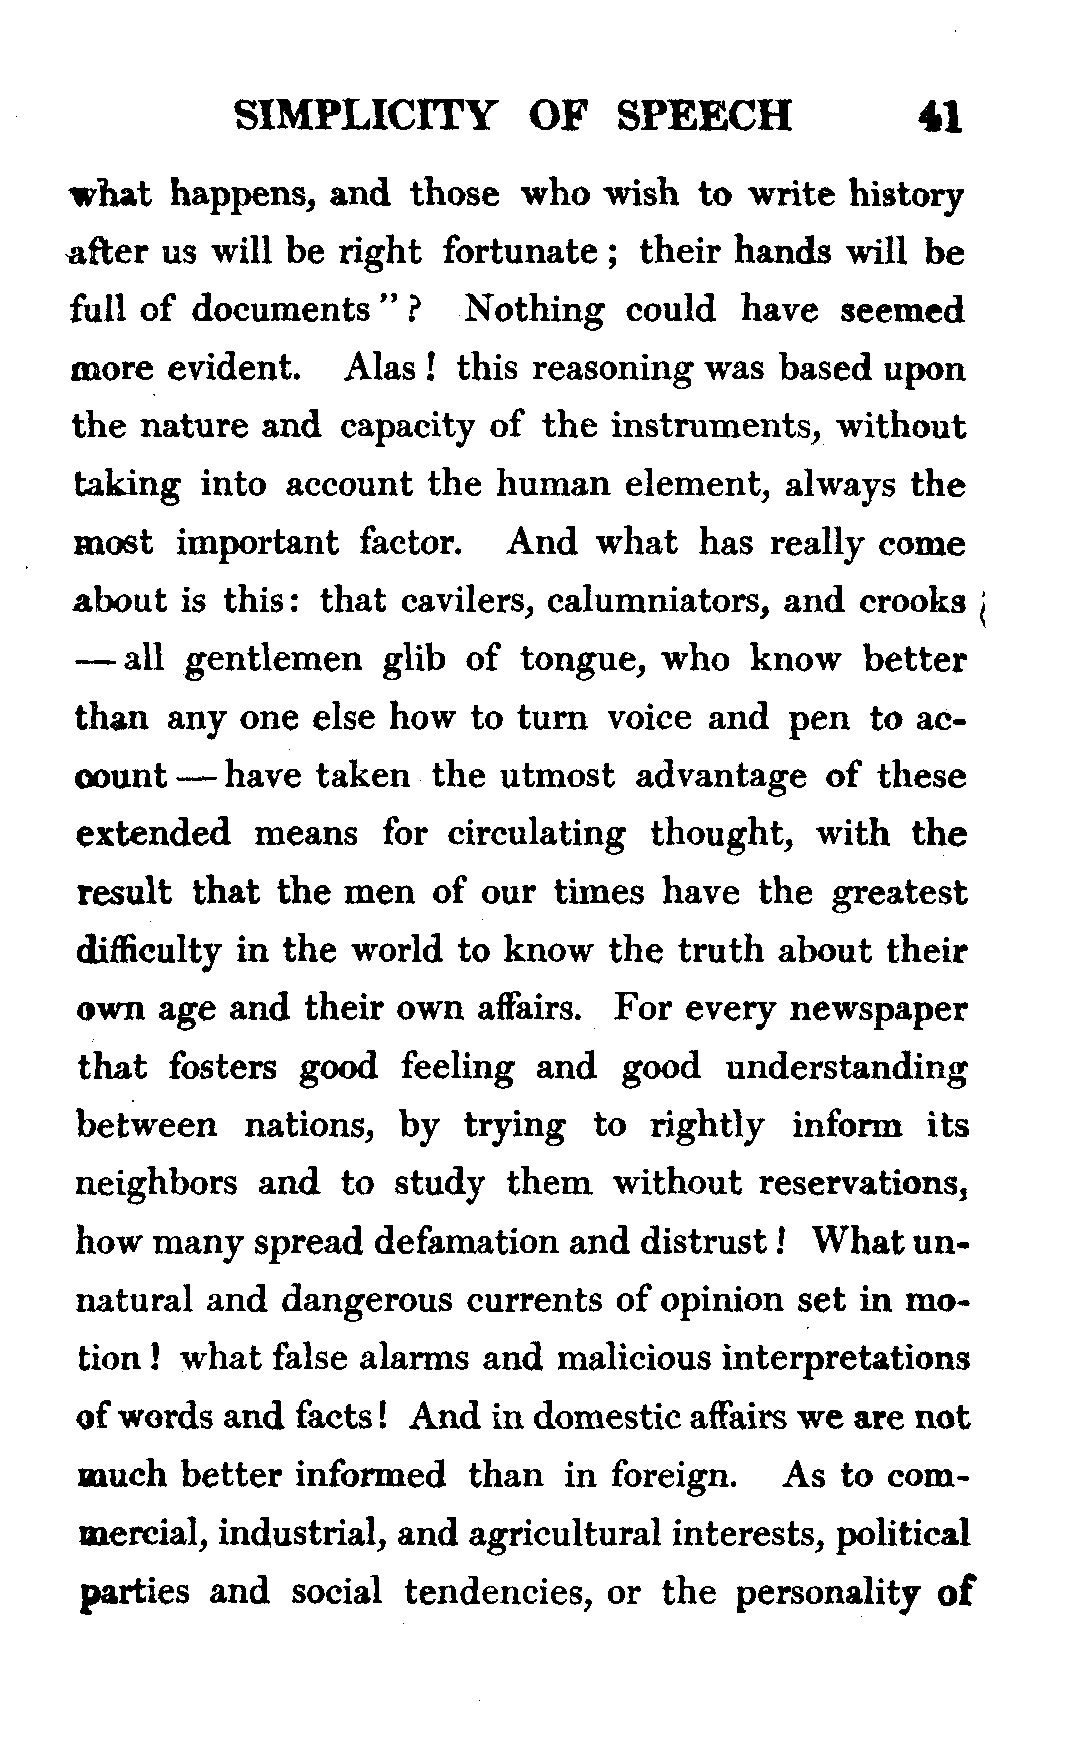 SIMPLICITY OF SPEECH 41
what happens, and those who wish to write history
after us will be right fortunate ; their hands will be
full of documents " ? Nothing could have seemed
more evident. Alas ! this reasoning was based upon
the nature and capacity of the instruments, without
taking into account the human element, always the
most important factor. And what has really come
about is this: that cavilers, calumniators, and crooks
— all gentlemen glib of tongue, who know better
than any one else how to turn voice and pen to ac-
count — have taken the utmost advantage of these
extended means for circulating thought, with the
result that the men of our times have the greatest
difficulty in the world to know the truth about their
own age and their own affairs. For every newspaper
that fosters good feeling and good understanding
between nations, by trying to rightly inform its
neighbors and to study them without reservations,
how many spread defamation and distrust ! What un-
natural and dangerous currents of opinion set in mo-
tion ! what false alarms and malicious interpretations
of words and facts! And in domestic affairs we are not
much better informed than in foreign. As to com-
mercial, industrial, and agricultural interests, political
parties and social tendencies, or the personality of